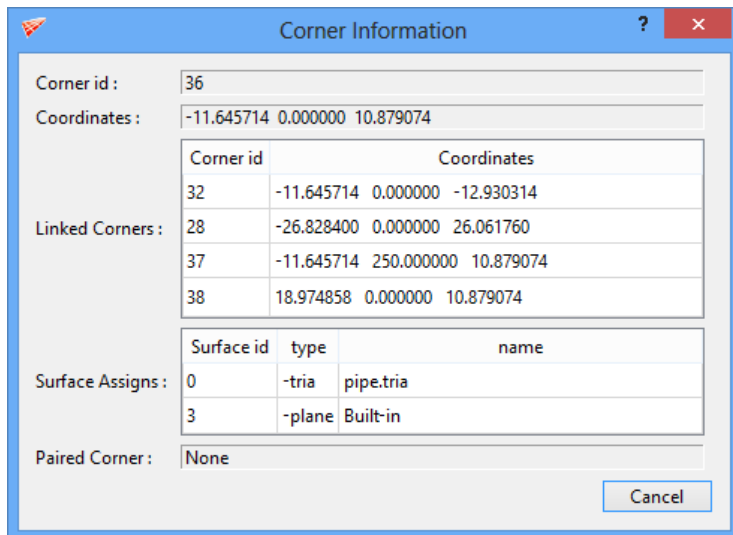 Corner Information
?
×
Corner id :
36
Coordinates :
-11.645714 0.000000 10.879074
Corner id Coordinates
32 -11.645714 0.000000 -12.930314
Linked Corners :
28 -26.828400 0.000000 26.061760
37 -11.645714 250.000000 10.879074
38 18.974858 0.000000 10.879074
Surface id type name
Surface Assigns :
0 -tria pipe.tria
3 -plane Built-in
Paired Corner :
None
Cancel